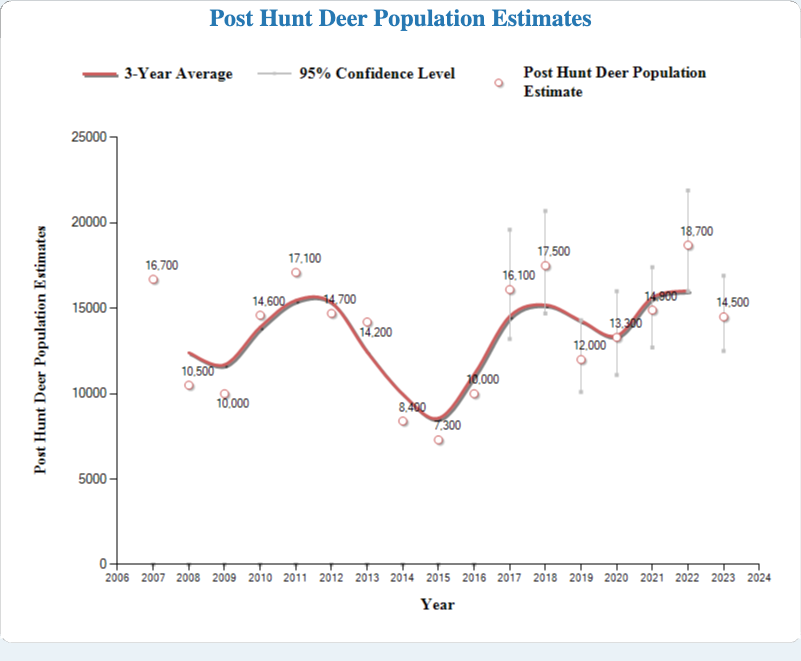 Post Hunt Deer Population Estimates
3-Year Average
95% Confidence Level
Post Hunt Deer Population
Estimate
Post Hunt Deer Population Estimates
25000
20000
15000
10000
5000
0
16,700
10,500
10,000
14,600
17,100
14,700
14,200
8,400
7,300
10,000
16,100
17,500
12,000
13,300
14,900
18,700
14,500
2006 2007 2008 2009 2010 2011 2012 2013 2014 2015 2016 2017 2018 2019 2020 2021 2022 2023 2024
Year